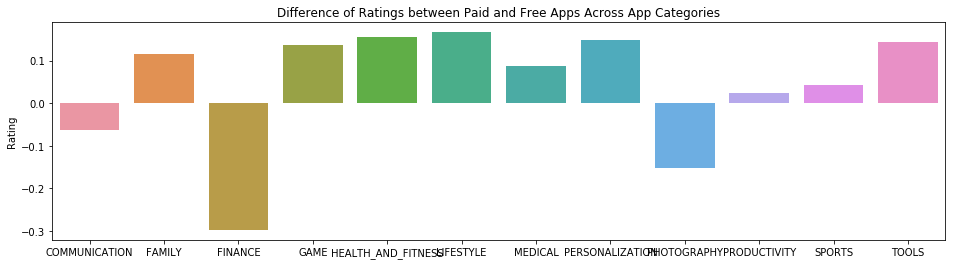 Difference of Ratings between Paid and Free Apps Across App Categories
Rating
0.1
0.0
−0.1
−0.2
−0.3
COMMUNICATION FAMILY FINANCE GAME HEALTH_AND_FITNESS LIFESTYLE MEDICAL PERSONALIZATION PHOTOGRAPHY PRODUCTIVITY SPORTS TOOLS